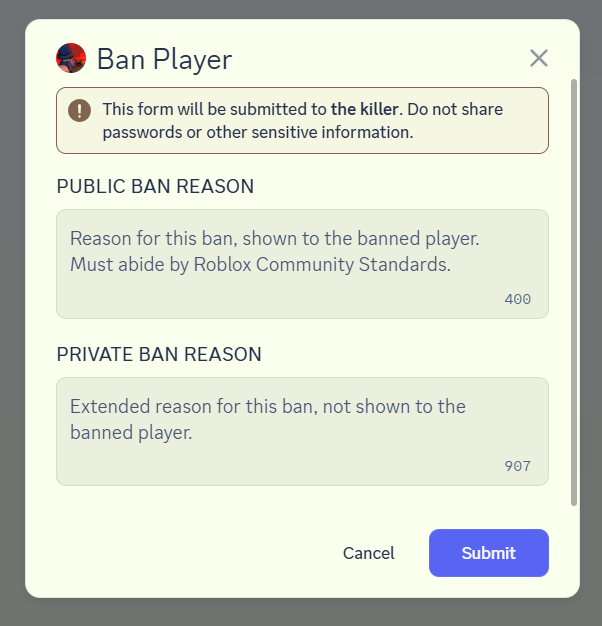 Ban Player
This form will be submitted to the killer. Do not share
passwords or other sensitive information.
PUBLIC BAN REASON
Reason for this ban, shown to the banned player.
Must abide by Roblox Community Standards.
400
PRIVATE BAN REASON
Extended reason for this ban, not shown to the
banned player.
907
Cancel
Submit